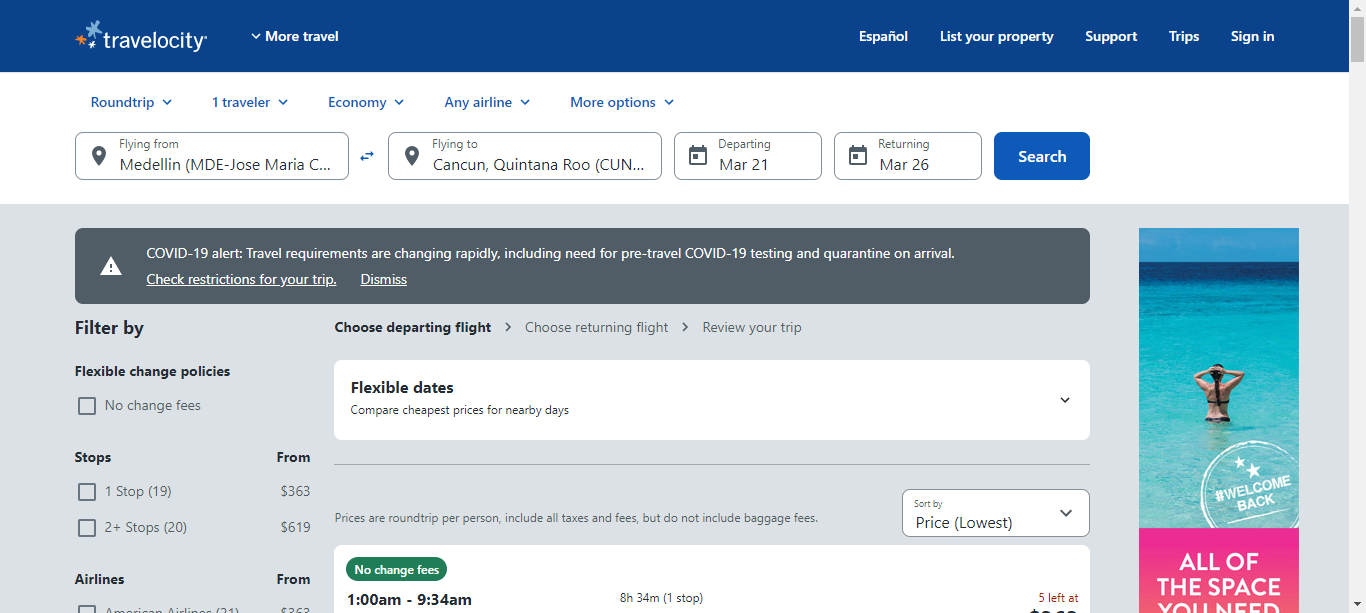 travelocity
More travel
Español
List your property
Support
Trips
Sign in
Roundtrip
1 traveler
Economy
Any airline
More options
Flying from
Medellin (MDE-Jose Maria C...
Flying to
Cancun, Quintana Roo (CUN...
Departing
Mar 21
Returning
Mar 26
Search
COVID-19 alert: Travel requirements are changing rapidly, including need for pre-travel COVID-19 testing and quarantine on arrival.
Check restrictions for your trip. Dismiss
Filter by
Flexible change policies
No change fees
Stops From
1 Stop (19) $363
2+ Stops (20) $619
Airlines From
American Airlines (21) $363
Choose departing flight > Choose returning flight > Review your trip
Flexible dates
Compare cheapest prices for nearby days
Prices are roundtrip per person, include all taxes and fees, but do not include baggage fees.
Sort by
Price (Lowest)
No change fees
1:00am - 9:34am
8h 34m (1 stop)
5 left at
#WELCOME
BACK
ALL OF
THE SPACE
YOU NEED